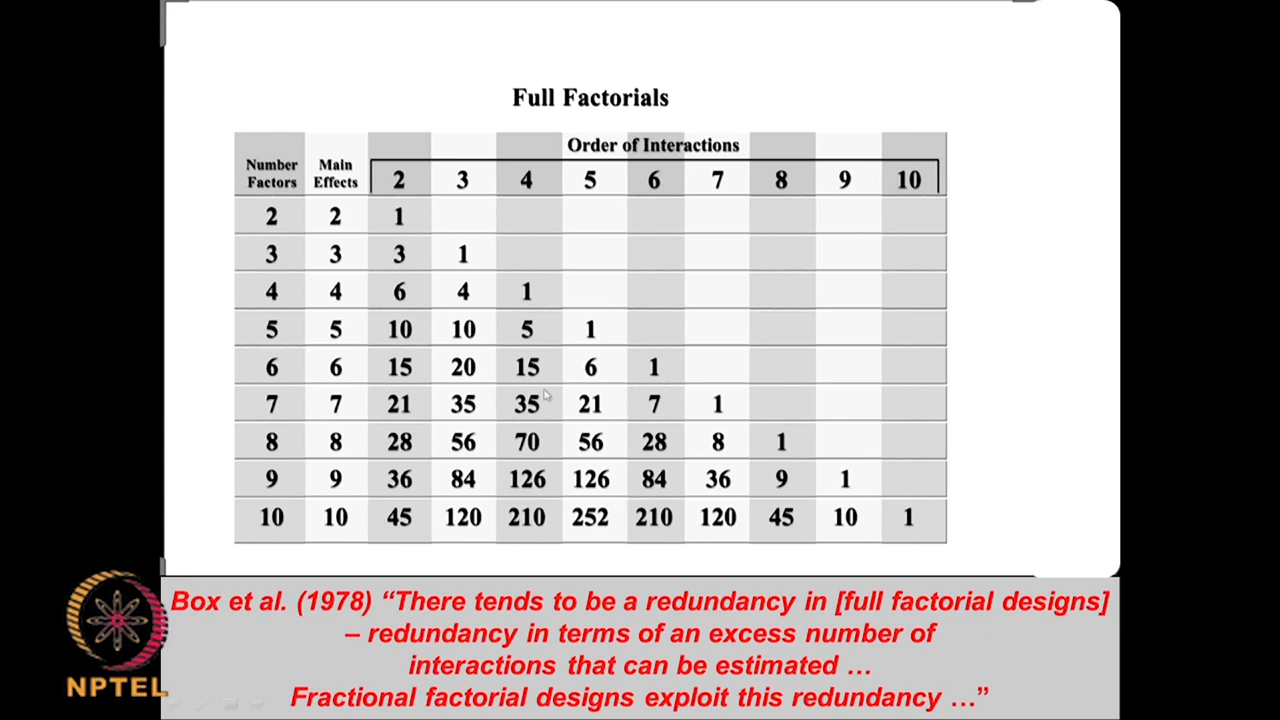 Full Factorials
Order of Interactions
Number Factors Main Effects 2 3 4 5 6 7 8 9 10
2 2 1
3 3 3 1
4 4 6 4 1
5 5 10 10 5 1
6 6 15 20 15 6 1
7 7 21 35 35 21 7 1
8 8 28 56 70 56 28 8 1
9 9 36 84 126 126 84 36 9 1
10 10 45 120 210 252 210 120 45 10 1
Box et al. (1978) “There tends to be a redundancy in [full factorial designs]
– redundancy in terms of an excess number of
interactions that can be estimated …
Fractional factorial designs exploit this redundancy …”
NPTEL